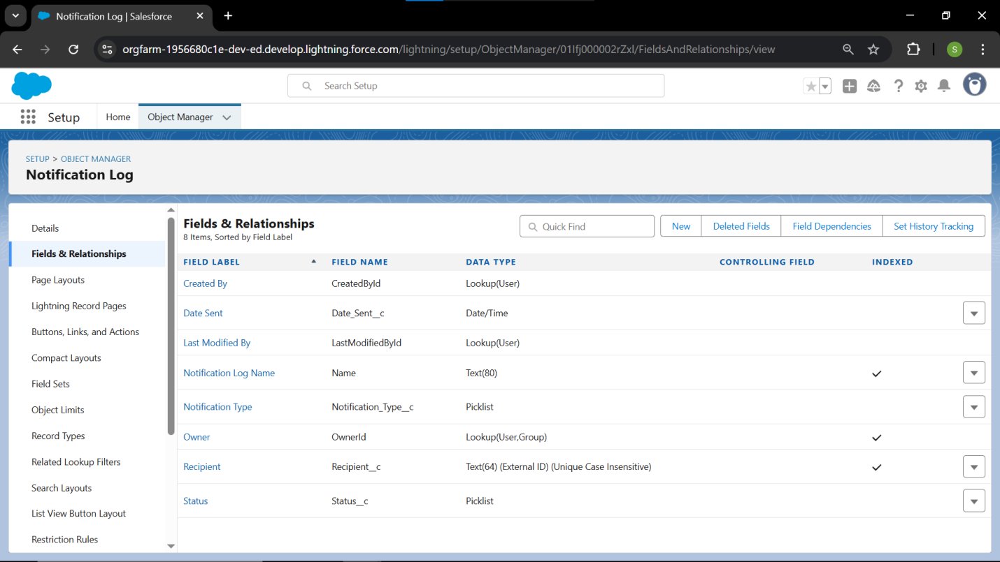 Notification Log | Salesforce
orgfarm-1956680c1e-dev-ed.develop.lightning.force.com/lightning/setup/ObjectManager/01Ifj000002rZxl/FieldsAndRelationships/view
S
Search Setup
Setup
Home
Object Manager
SETUP > OBJECT MANAGER
Notification Log
Details
Fields & Relationships
Page Layouts
Lightning Record Pages
Buttons, Links, and Actions
Compact Layouts
Field Sets
Object Limits
Record Types
Related Lookup Filters
Search Layouts
List View Button Layout
Restriction Rules
Fields & Relationships
8 Items, Sorted by Field Label
Quick Find
New
Deleted Fields
Field Dependencies
Set History Tracking
FIELD LABEL FIELD NAME DATA TYPE CONTROLLING FIELD INDEXED
Created By CreatedById Lookup(User)
Date Sent Date_Sent__c Date/Time
Last Modified By LastModifiedById Lookup(User)
Notification Log Name Name Text(80)
Notification Type Notification_Type__c Picklist
Owner OwnerId Lookup(User,Group)
Recipient Recipient__c Text(64) (External ID) (Unique Case Insensitive)
Status Status__c Picklist